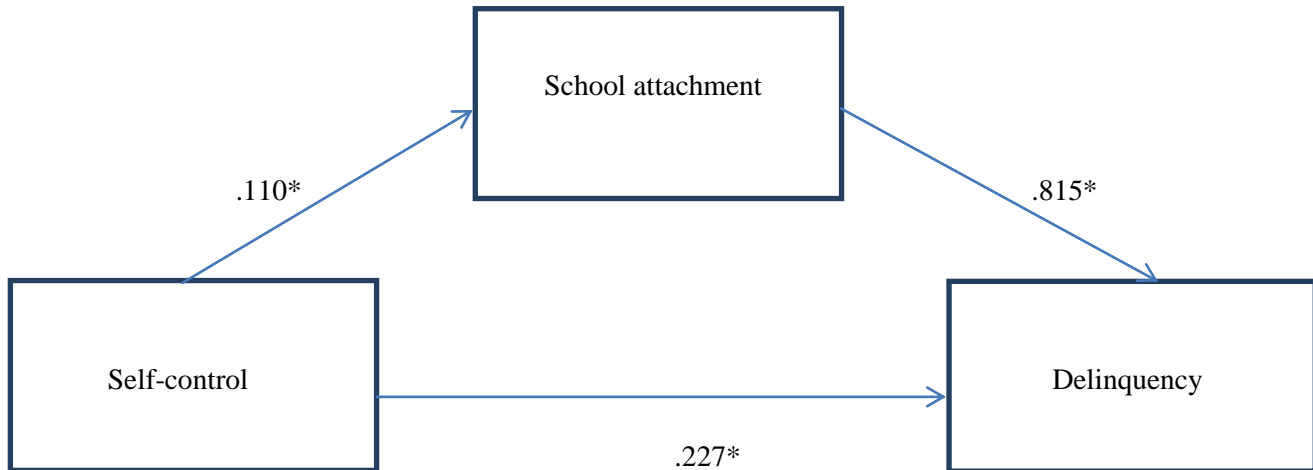 School attachment
.110*
.815*
Self-control
Delinquency
.227*